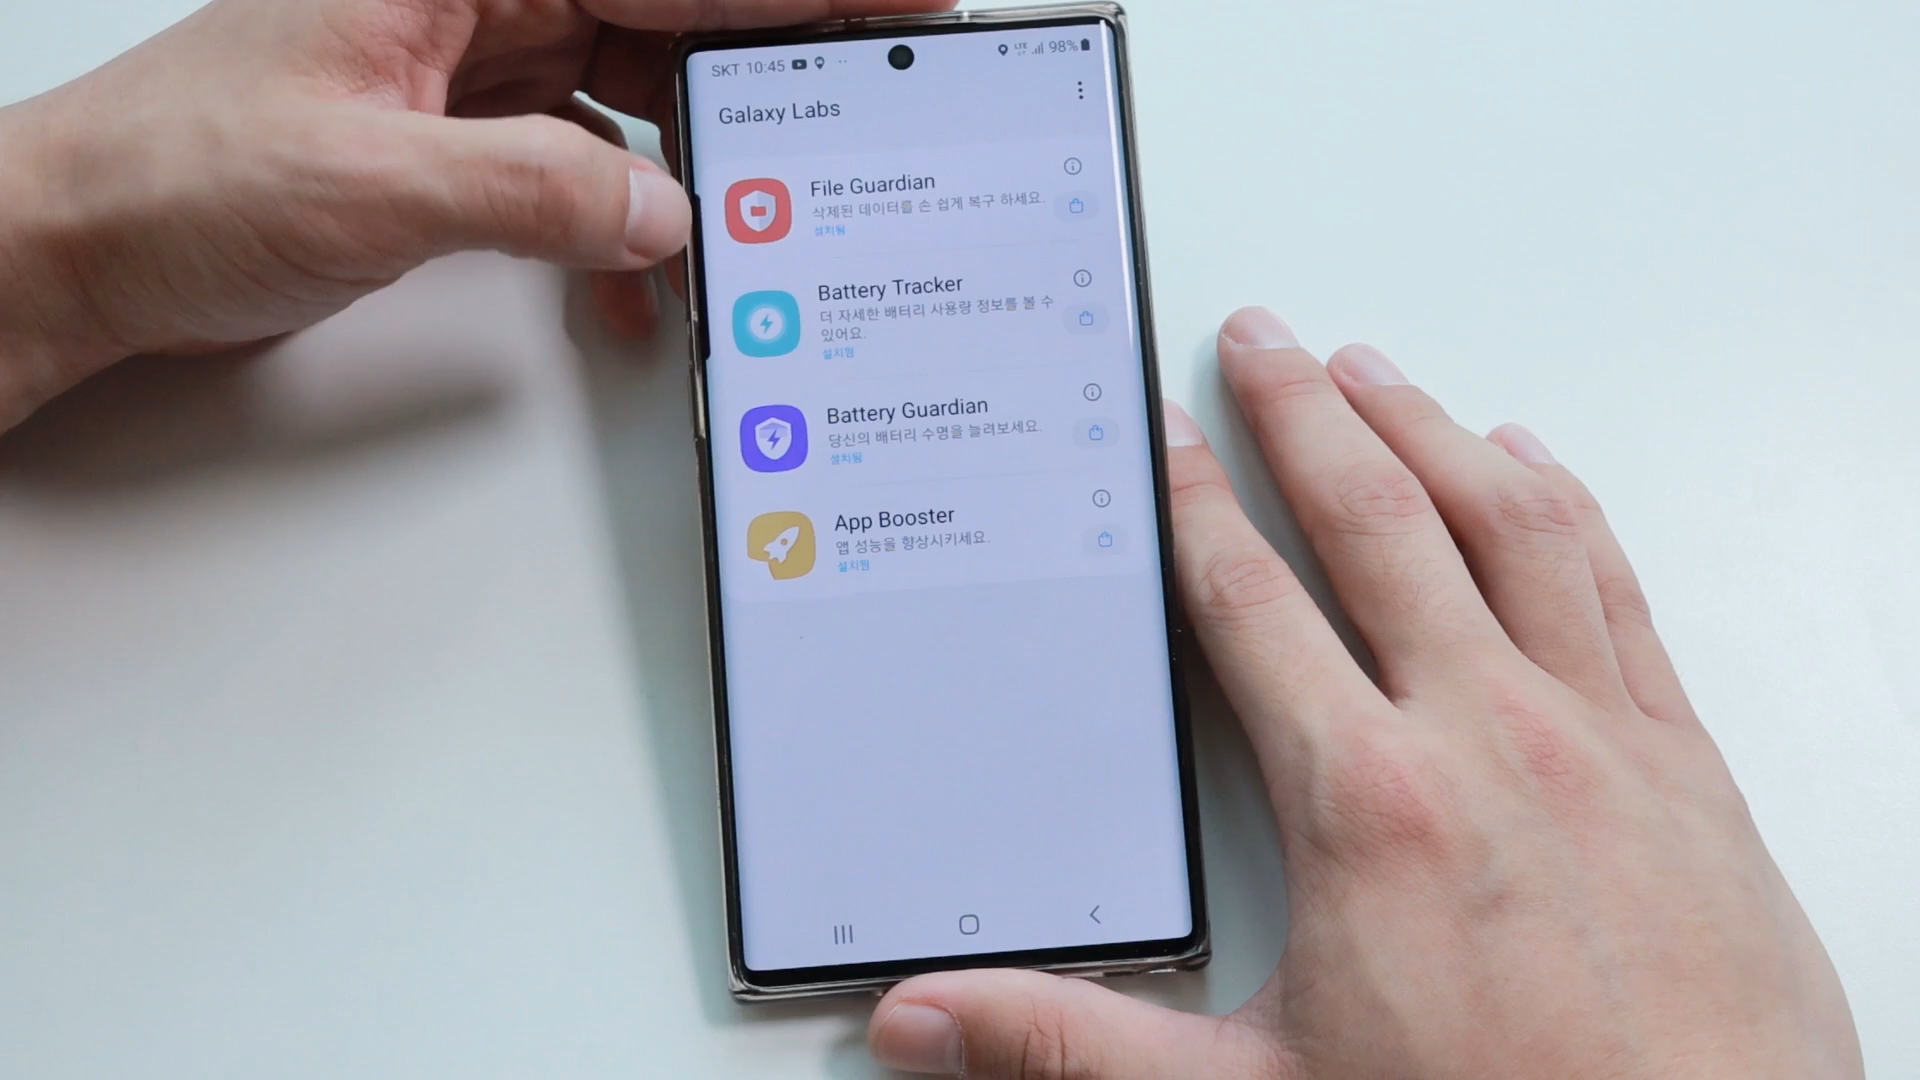 SKT 10:45
LTE
98%
Galaxy Labs
File Guardian
삭제된 데이터를 손 쉽게 복구 하세요.
설치됨
Battery Tracker
더 자세한 배터리 사용량 정보를 볼 수
있어요.
설치됨
Battery Guardian
당신의 배터리 수명을 늘려보세요.
설치됨
App Booster
앱 성능을 향상시키세요.
설치됨